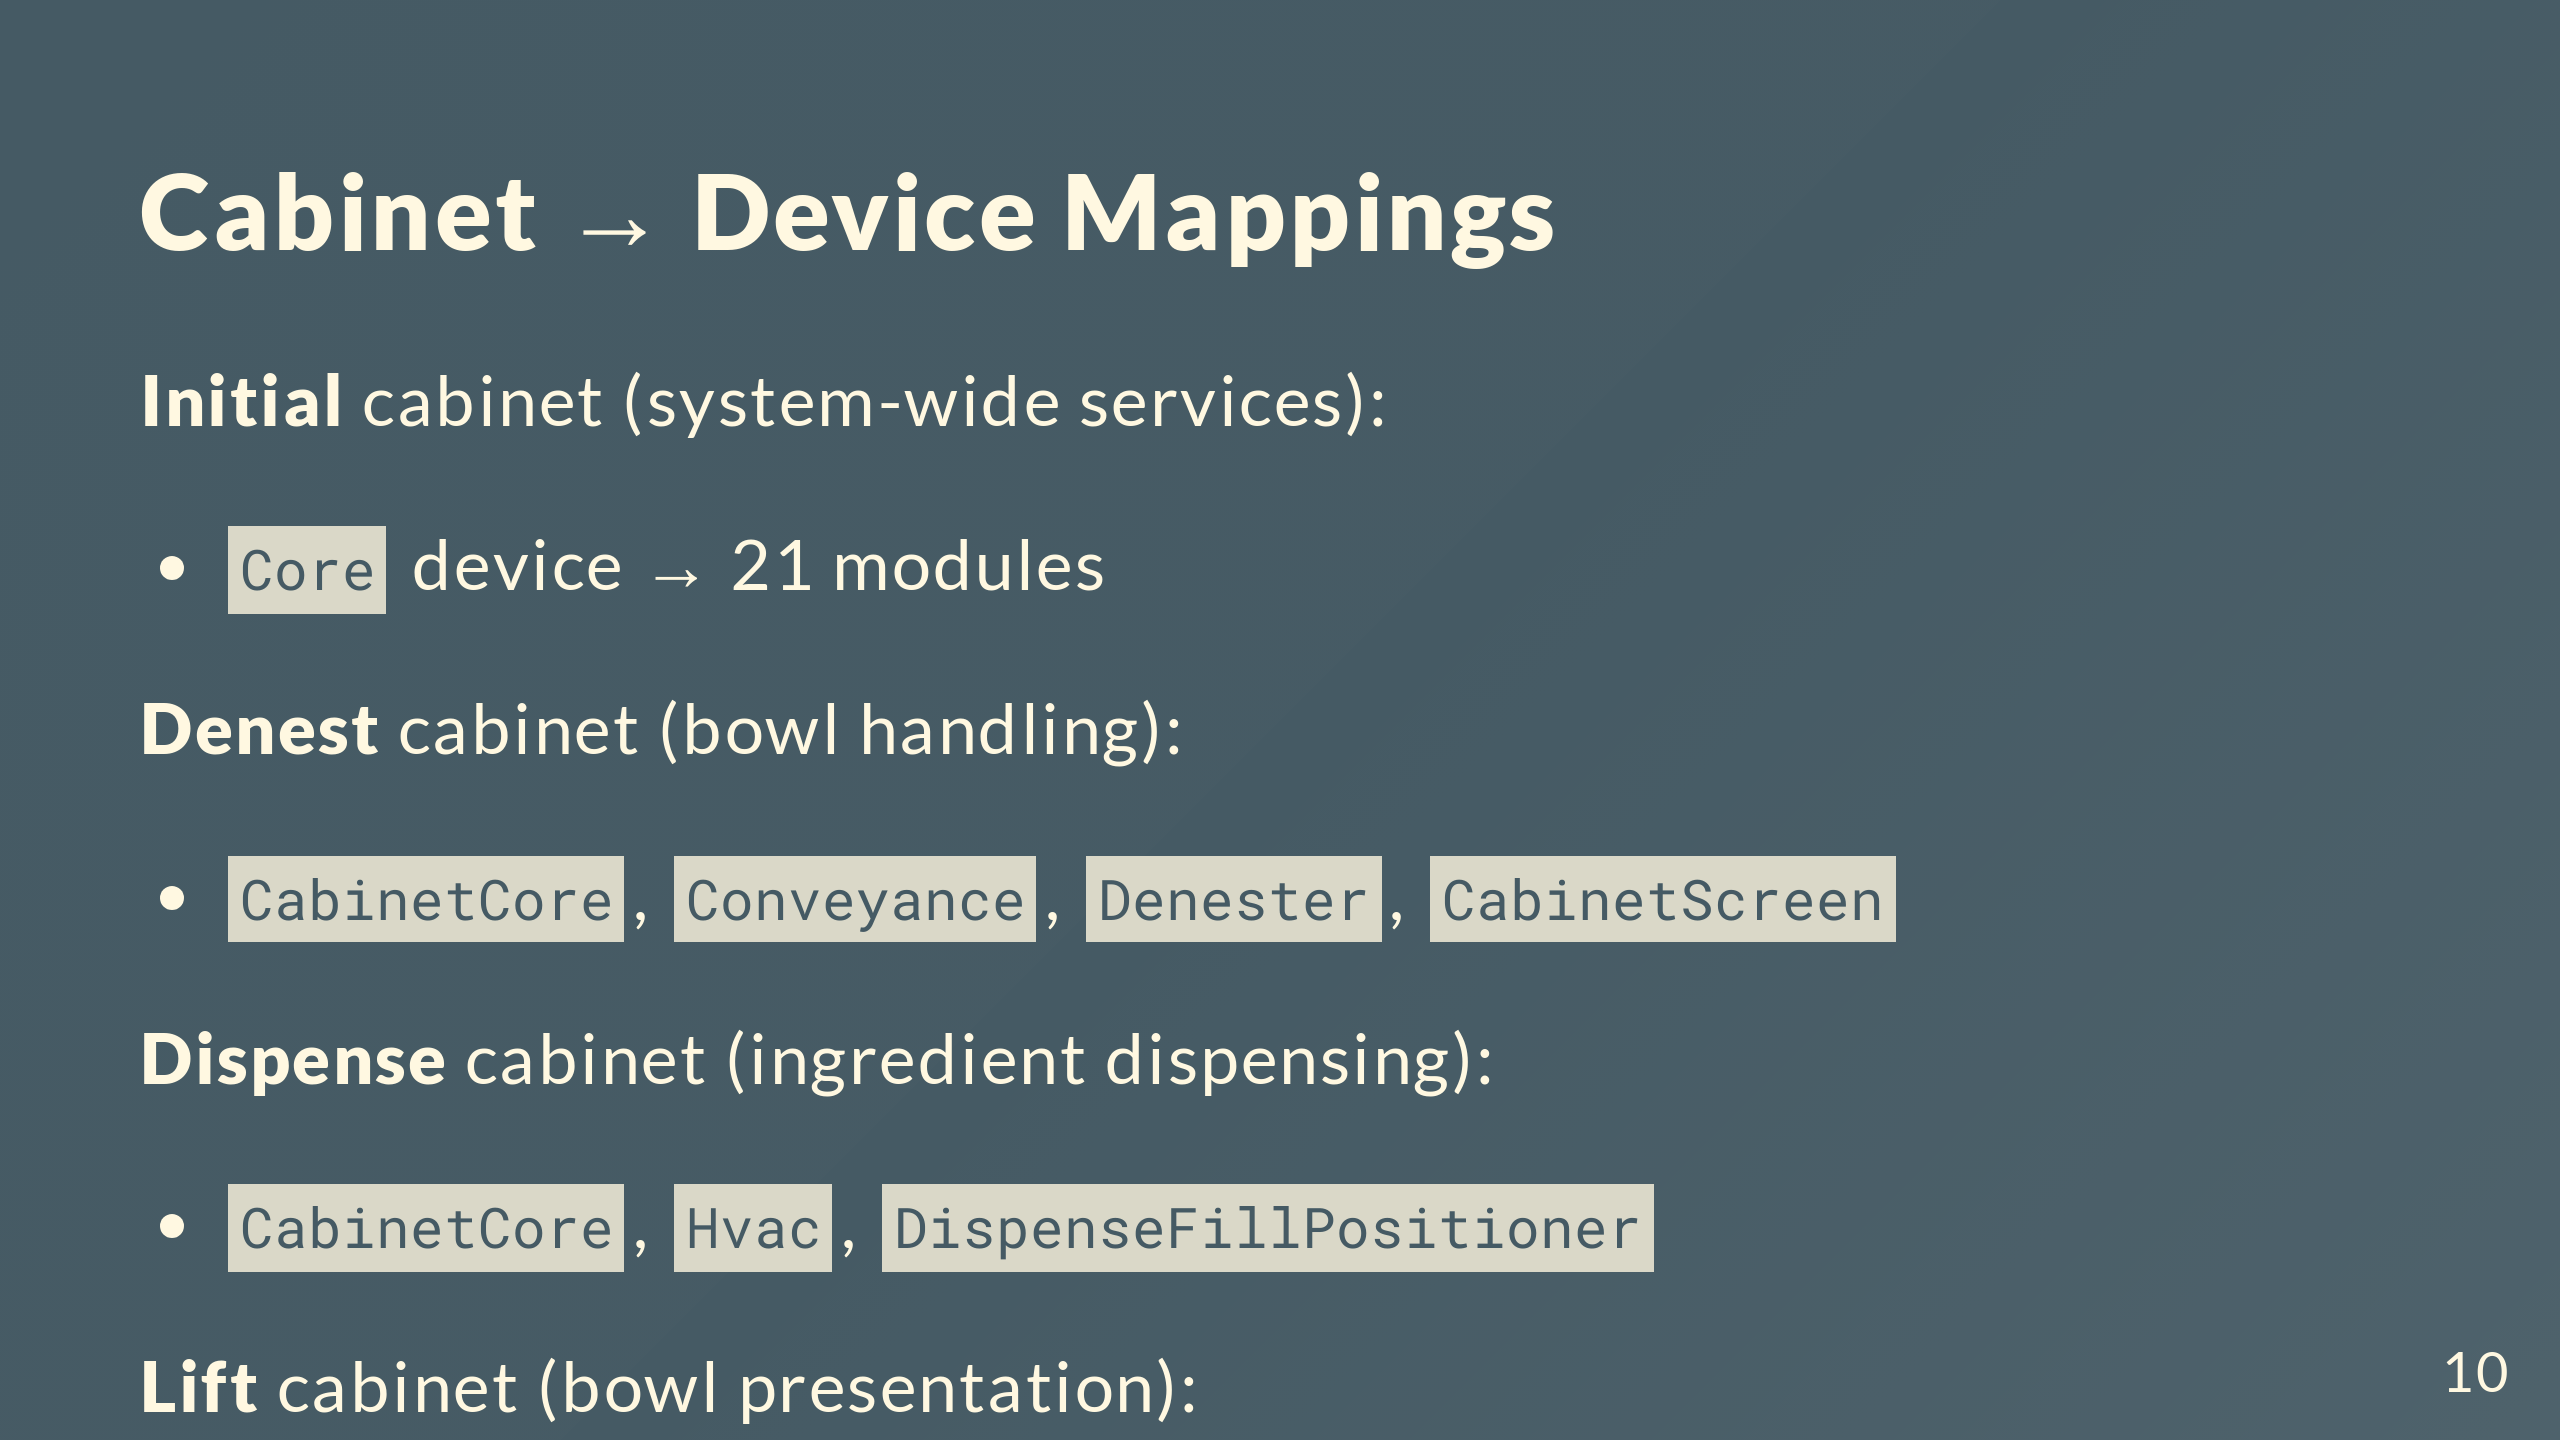 Cabinet → Device Mappings
Initial cabinet (system-wide services):
• Core device → 21 modules
Denest cabinet (bowl handling):
• CabinetCore, Conveyance, Denester, CabinetScreen
Dispense cabinet (ingredient dispensing):
• CabinetCore, Hvac, DispenseFillPositioner
Lift cabinet (bowl presentation):
10